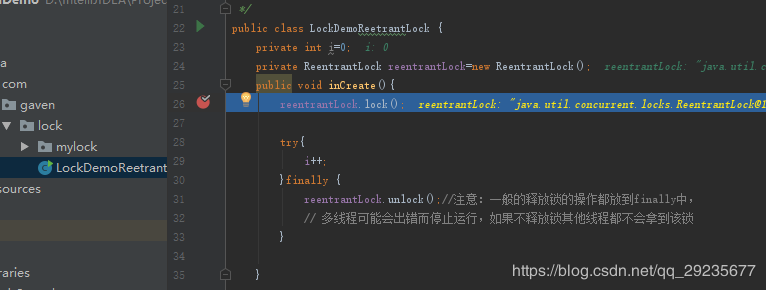 Demo D:\IntelliJIDEA\Proje
a
com
gaven
lock
mylock
LockDemoReetrant
sources
raries
21 */
22 public class LockDemoReetrantLock {
23 private int i=0; i: 0
24 private ReentrantLock reentrantLock=new ReentrantLock(); reentrantLock: "java.util.c
25 public void inCreate(){
26 reentrantLock.lock(); reentrantLock: "java.util.concurrent.locks.ReentrantLock@1
27
28 try{
29 i++;
30 }finally {
31 reentrantLock.unlock();//注意：一般的释放锁的操作都放到finally中，
32 // 多线程可能会出错而停止运行，如果不释放锁其他线程都不会拿到该锁
33 }
34
35 }
https://blog.csdn.net/qq_29235677